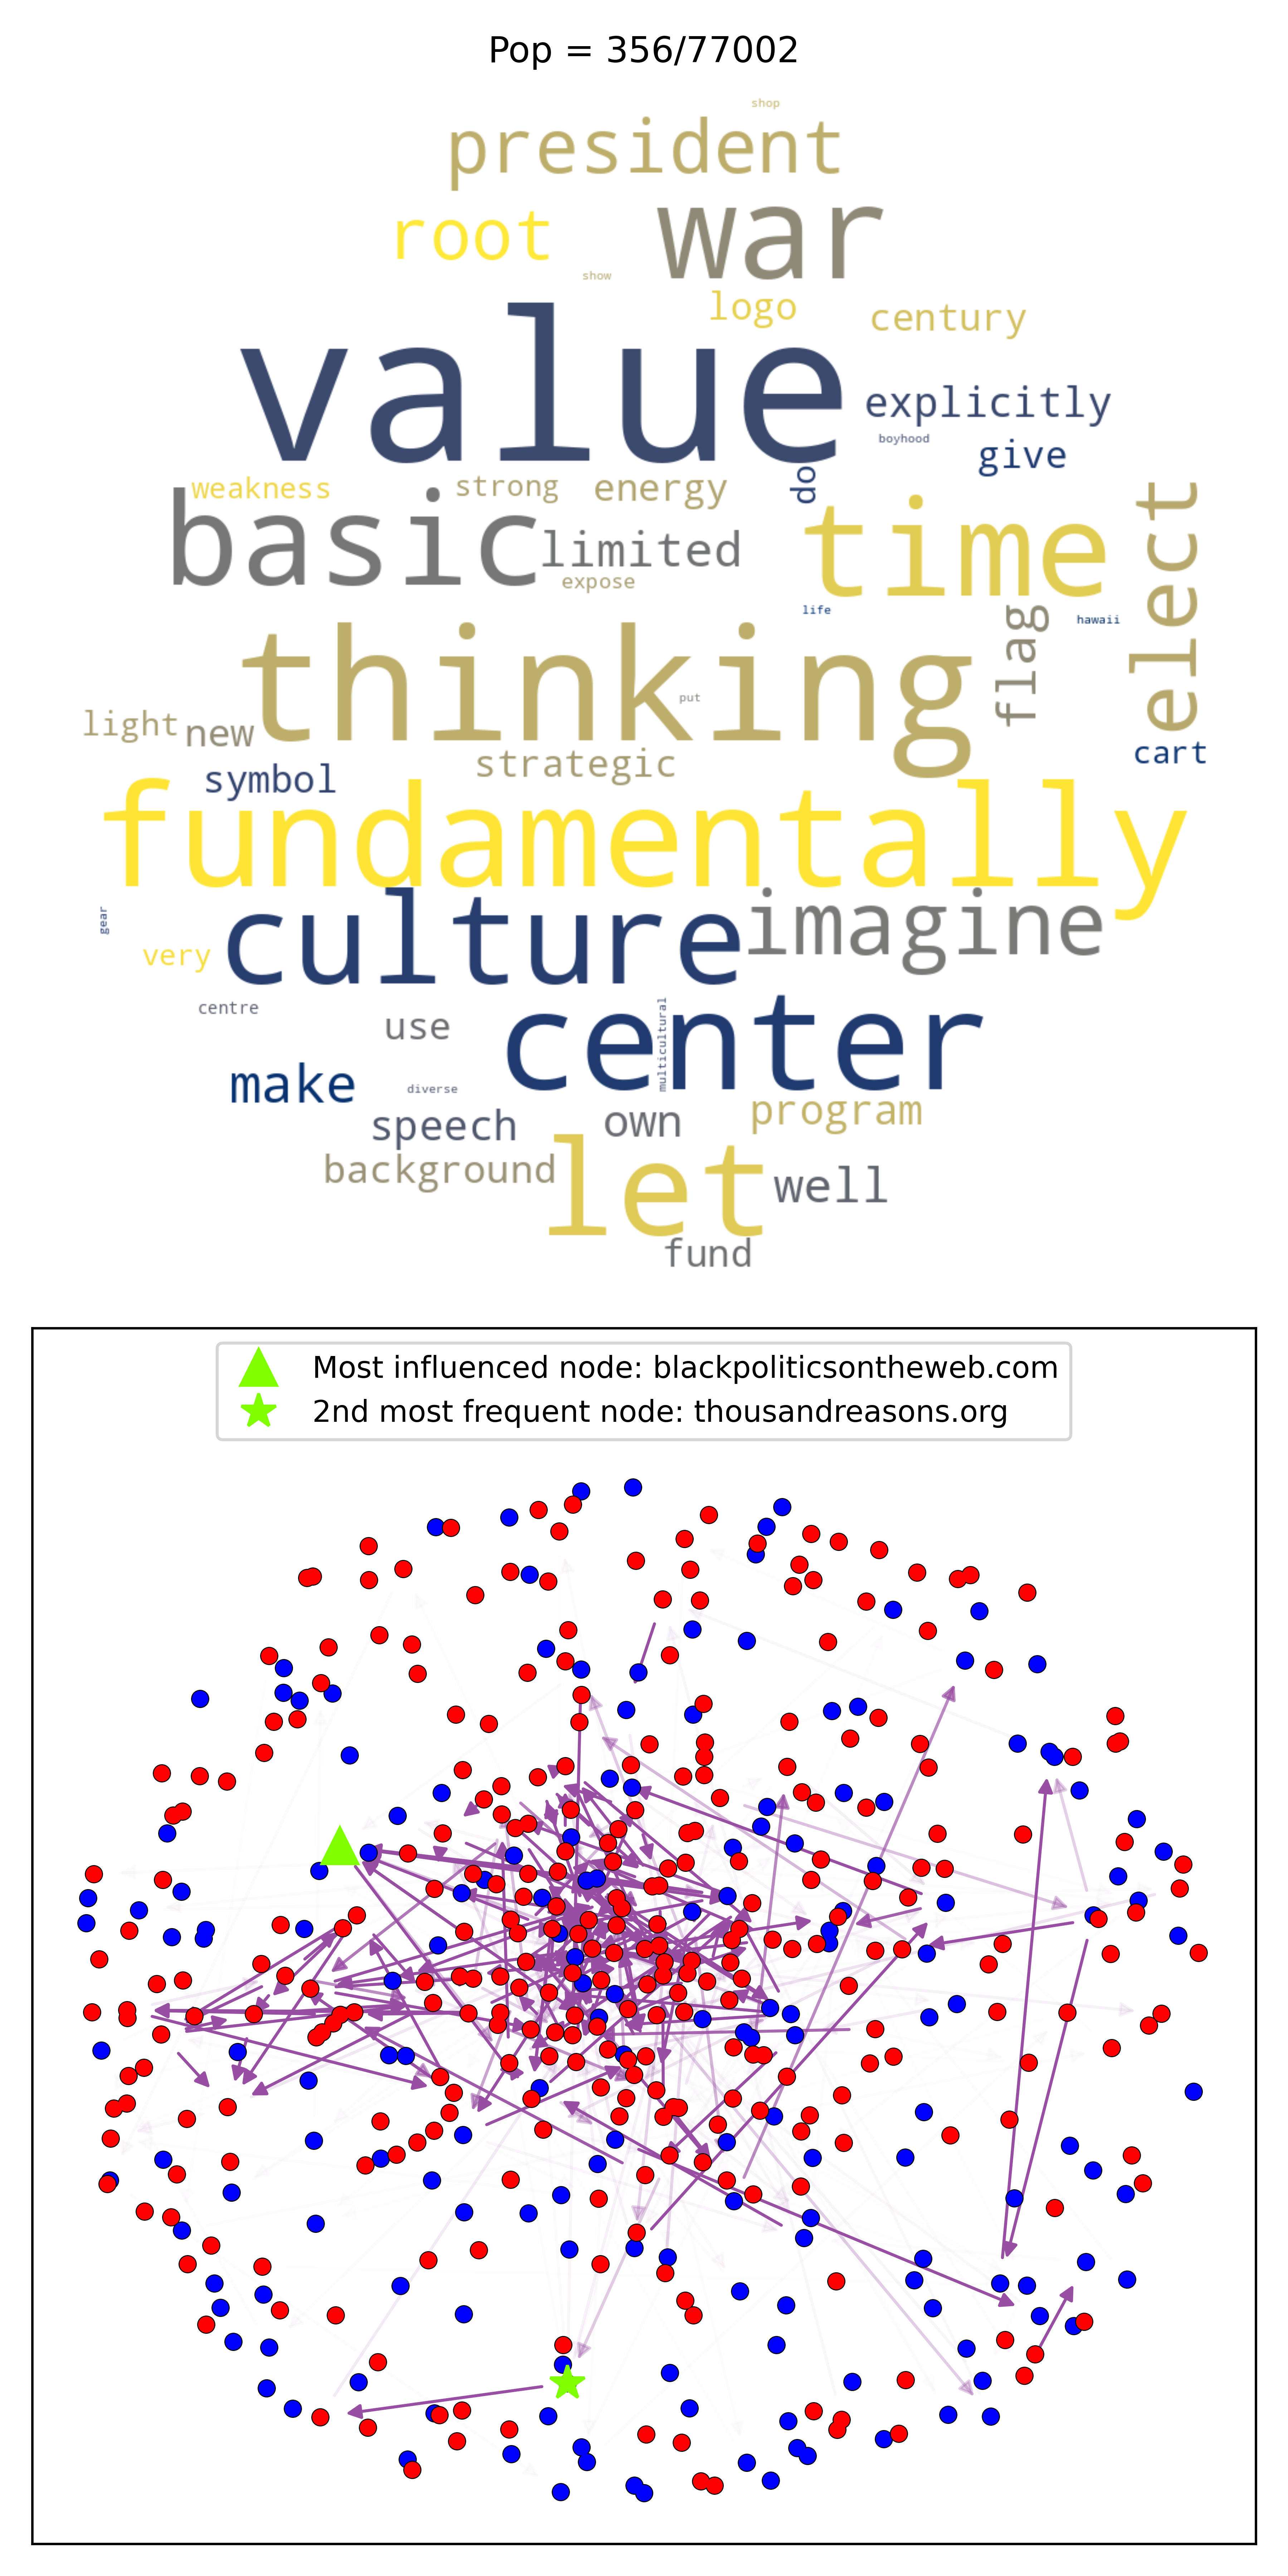 Pop = 356/77002
shop
president
root
war
show
logo
century
value
explicitly
boyhood
give
weakness
strong
energy
do
basic
limited
expose
time
elect
life
hawaii
flag
thinking
put
light
new
strategic
cart
symbol
fundamentally
gear
very
culture
imagine
centre
use
center
multicultural
make
diverse
speech
own
program
background
let
well
fund
Most influenced node: blackpoliticsontheweb.com
2nd most frequent node: thousandreasons.org